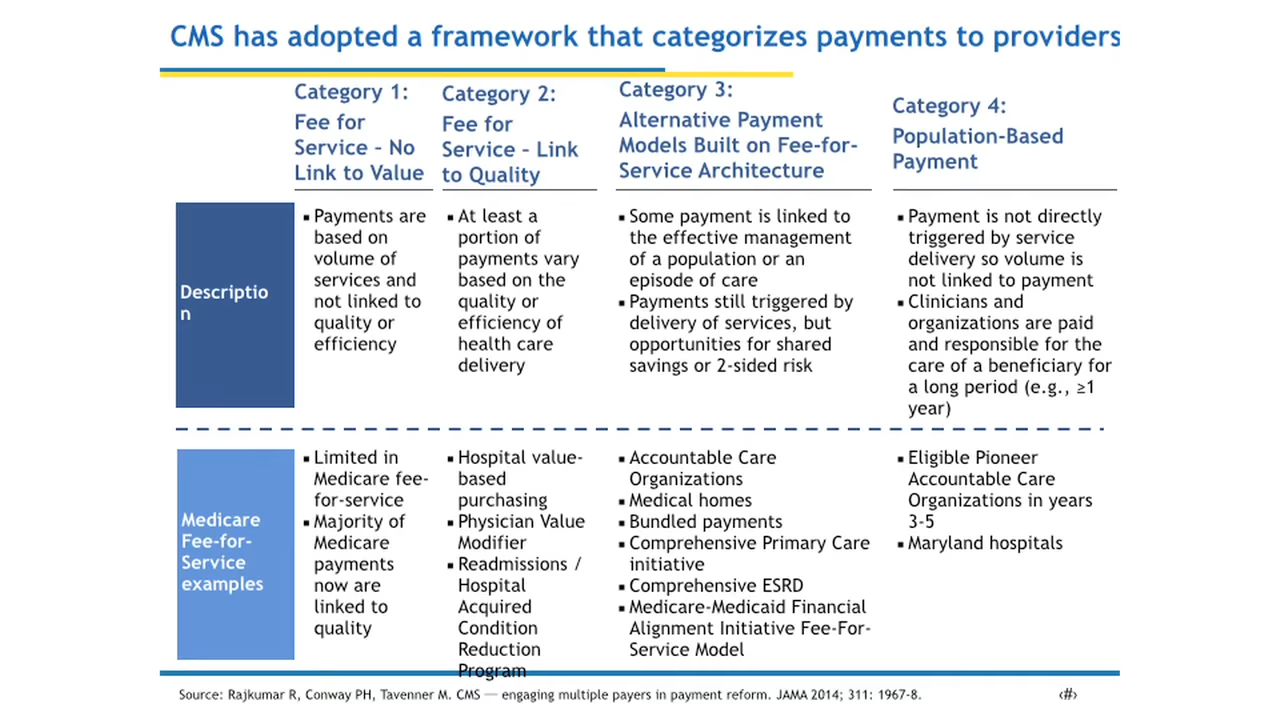 CMS has adopted a framework that categorizes payments to providers
Category 1:
Fee for
Service – No
Link to Value
Category 2:
Fee for
Service – Link
to Quality
Category 3:
Alternative Payment
Models Built on Fee-for-
Service Architecture
Category 4:
Population-Based
Payment
Descriptio
n
▪ Payments are
based on
volume of
services and
not linked to
quality or
efficiency
▪ At least a
portion of
payments vary
based on the
quality or
efficiency of
health care
delivery
▪ Some payment is linked to
the effective management
of a population or an
episode of care
▪ Payments still triggered by
delivery of services, but
opportunities for shared
savings or 2-sided risk
▪ Payment is not directly
triggered by service
delivery so volume is
not linked to payment
▪ Clinicians and
organizations are paid
and responsible for the
care of a beneficiary for
a long period (e.g., ≥1
year)
Medicare
Fee-for-
Service
examples
▪ Limited in
Medicare fee-
for-service
▪ Majority of
Medicare
payments
now are
linked to
quality
▪ Hospital value-
based
purchasing
▪ Physician Value
Modifier
▪ Readmissions /
Hospital
Acquired
Condition
Reduction
Program
▪ Accountable Care
Organizations
▪ Medical homes
▪ Bundled payments
▪ Comprehensive Primary Care
initiative
▪ Comprehensive ESRD
▪ Medicare-Medicaid Financial
Alignment Initiative Fee-For-
Service Model
▪ Eligible Pioneer
Accountable Care
Organizations in years
3-5
▪ Maryland hospitals
Source: Rajkumar R, Conway PH, Tavenner M. CMS — engaging multiple payers in payment reform. JAMA 2014; 311: 1967-8.
‹#›